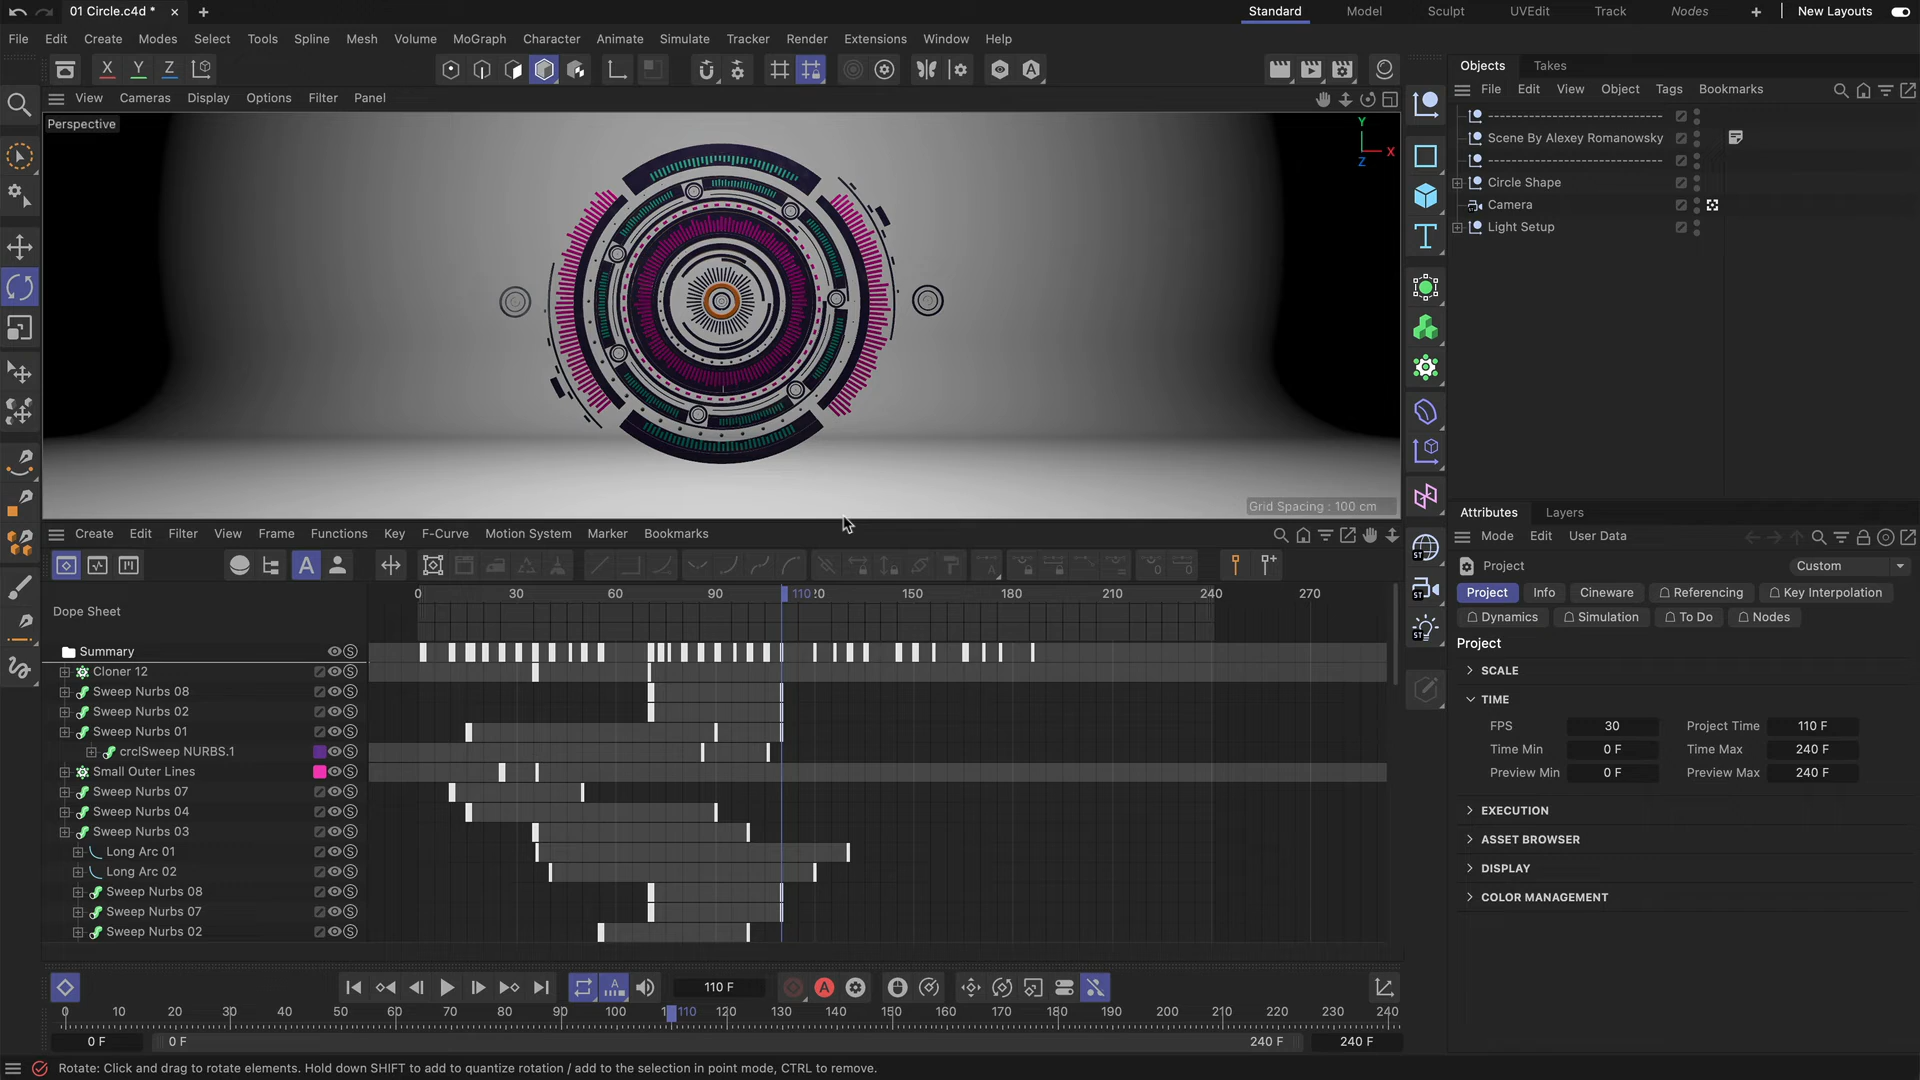 01 Circle.c4d *
Standard Model Sculpt UVEdit Track Nodes New Layouts
File Edit Create Modes Select Tools Spline Mesh Volume MoGraph Character Animate Simulate Tracker Render Extensions Window Help
X Y Z
Objects Takes
File Edit View Object Tags Bookmarks
View Cameras Display Options Filter Panel
Perspective
Y
X
Z
------------------------------
Scene By Alexey Romanowsky
------------------------------
Circle Shape
Camera
Light Setup
Grid Spacing : 100 cm
Attributes Layers
Mode Edit User Data
Create Edit Filter View Frame Functions Key F-Curve Motion System Marker Bookmarks
Project Custom
Project Info Cineware Referencing Key Interpolation
Dynamics Simulation To Do Nodes
Project
SCALE
TIME
FPS 30 Project Time 110 F
Time Min 0 F Time Max 240 F
Preview Min 0 F Preview Max 240 F
EXECUTION
ASSET BROWSER
DISPLAY
COLOR MANAGEMENT
0 30 60 90 110 150 180 210 240 270
Dope Sheet
Summary
Cloner 12
Sweep Nurbs 08
Sweep Nurbs 02
Sweep Nurbs 01
crclSweep NURBS.1
Small Outer Lines
Sweep Nurbs 07
Sweep Nurbs 04
Sweep Nurbs 03
Long Arc 01
Long Arc 02
Sweep Nurbs 08
Sweep Nurbs 07
Sweep Nurbs 02
110 F
0 10 20 30 40 50 60 70 80 90 100 110 120 130 140 150 160 170 180 190 200 210 220 230 240
0 F 0 F 240 F 240 F
Rotate: Click and drag to rotate elements. Hold down SHIFT to add to quantize rotation / add to the selection in point mode, CTRL to remove.